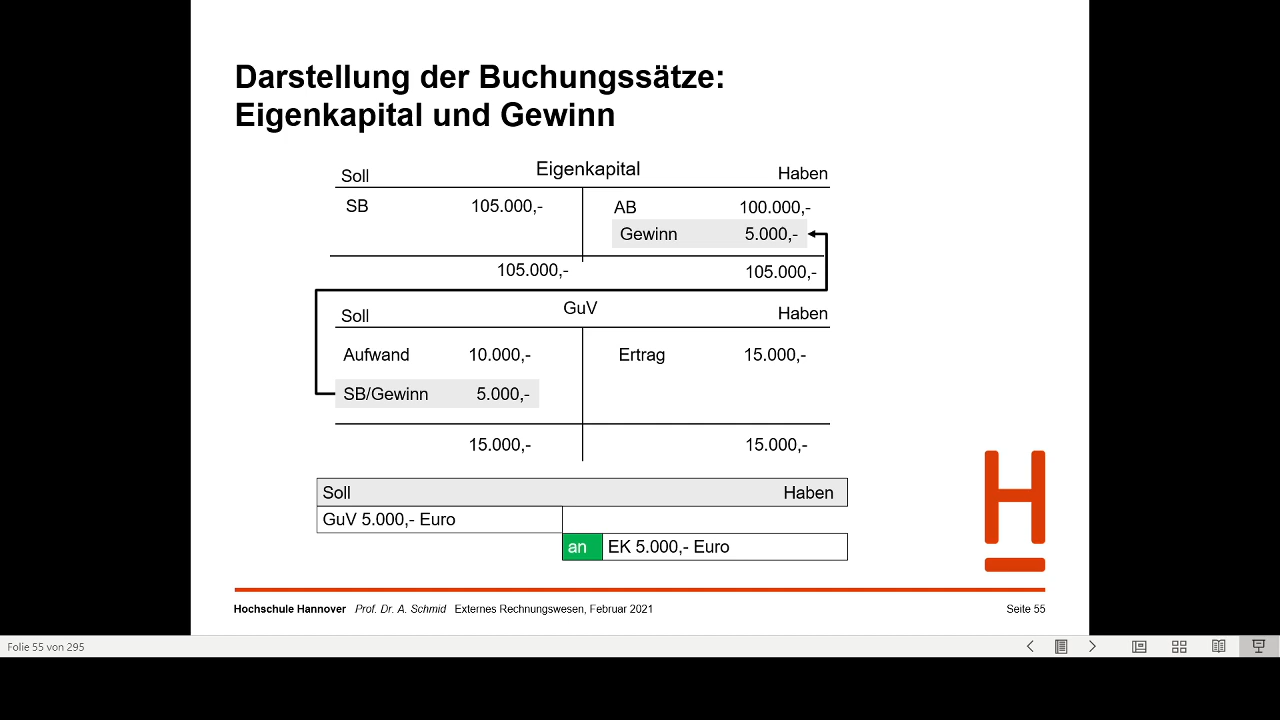 Darstellung der Buchungssätze:
Eigenkapital und Gewinn
Soll Eigenkapital Haben
SB 105.000,- AB 100.000,-
Gewinn 5.000,-
105.000,- 105.000,-
Soll GuV Haben
Aufwand 10.000,- Ertrag 15.000,-
SB/Gewinn 5.000,-
15.000,- 15.000,-
Soll Haben
GuV 5.000,- Euro
an EK 5.000,- Euro
H
Hochschule Hannover Prof. Dr. A. Schmid Externes Rechnungswesen, Februar 2021 Seite 55
Folie 55 von 295